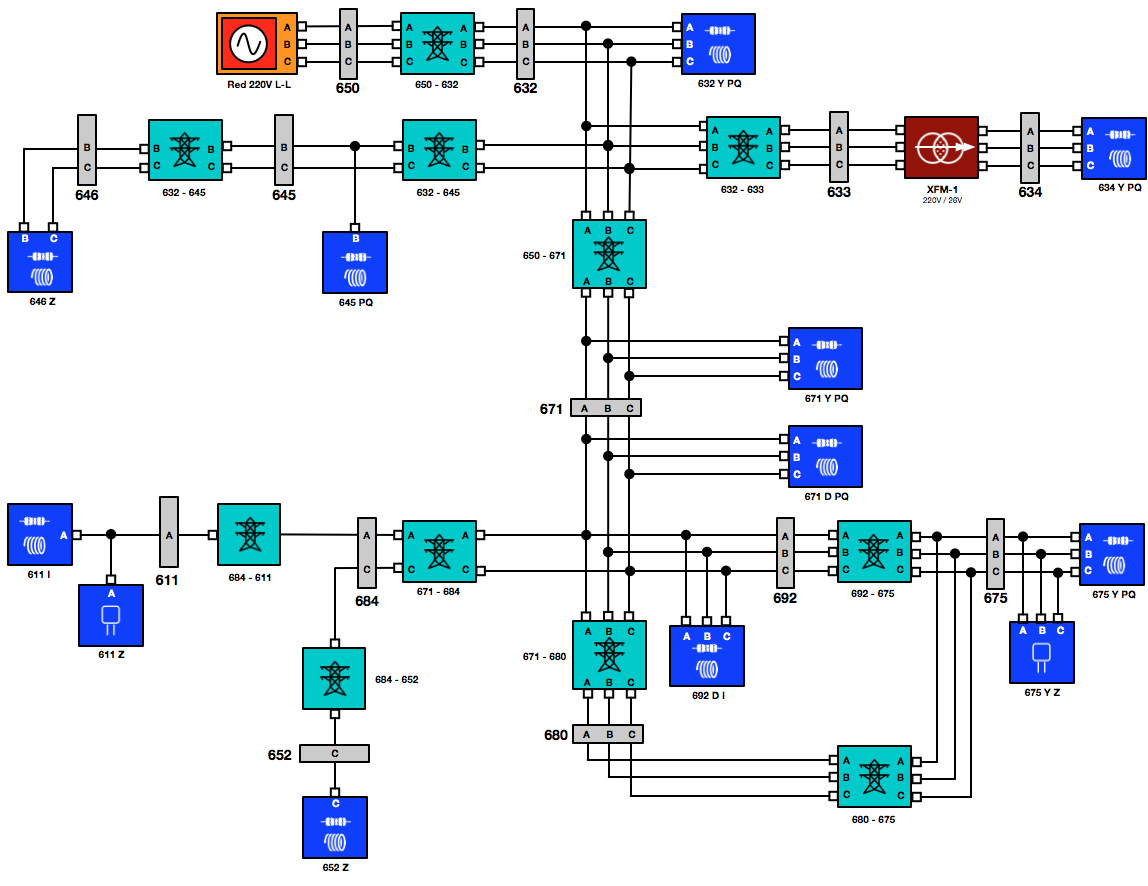 A A A A A A
B B B B B B
C C C C C C
Red 220V L-L 650 650 - 632 632 632 Y PQ
B B B B B A A A A
C C C C C B B B B
C C C C
646 632 - 645 645 632 - 645 632 - 633 633 XFM-1 634 634 Y PQ
220V / 26V
B C B A B C
650 - 671
A B C
646 Z 645 PQ
A
B
C
671 Y PQ
671 A B C
A
B
C
671 D PQ
A A A A A A A A A A
B B B B B
C C C C C C C
611 I 611 684 - 611 684 671 - 684 692 692 - 675 675 675 Y PQ
A
611 Z
A B C A B C A B C
671 - 680
A B C
692 D I 675 Y Z
684 - 652
680 A B C
652 C
A A
B B
C C
680 - 675
C
652 Z